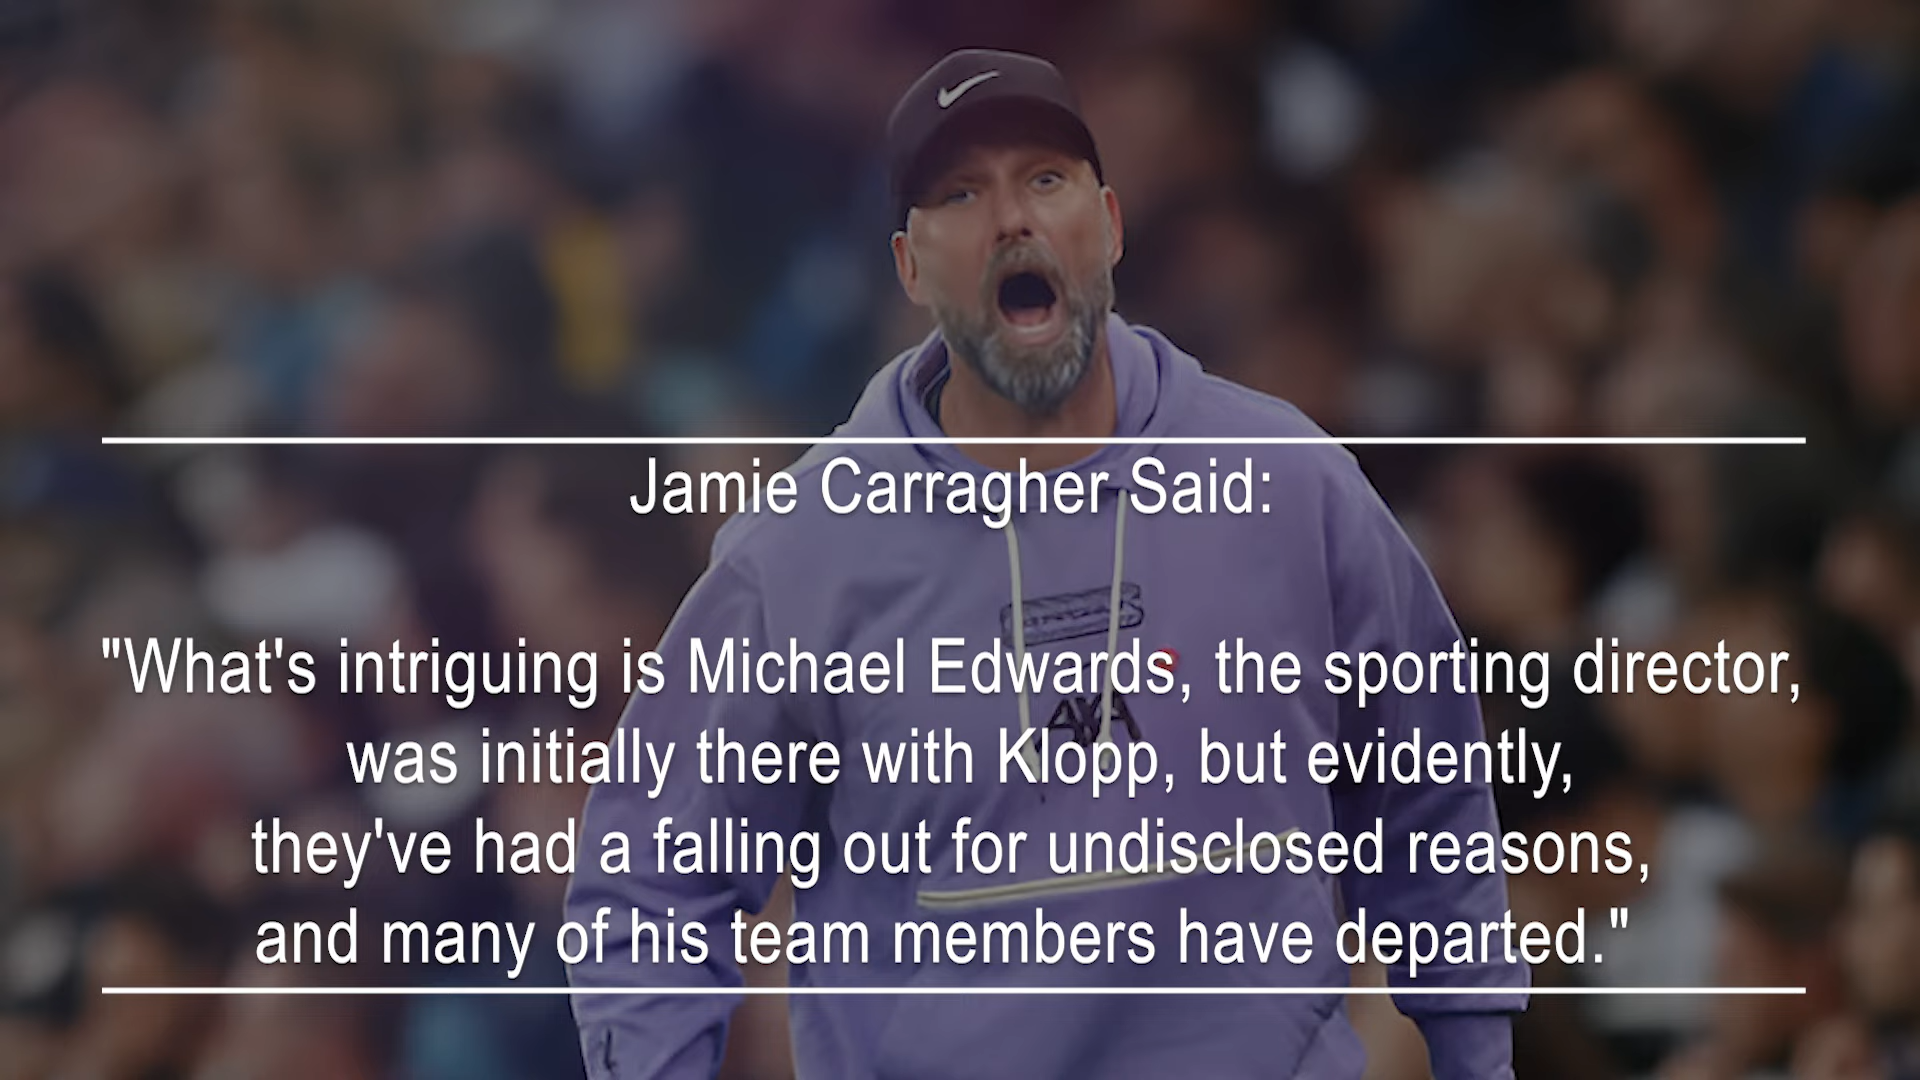 Jamie Carragher Said:
"What's intriguing is Michael Edwards, the sporting director,
was initially there with Klopp, but evidently,
they've had a falling out for undisclosed reasons,
and many of his team members have departed."
AXA